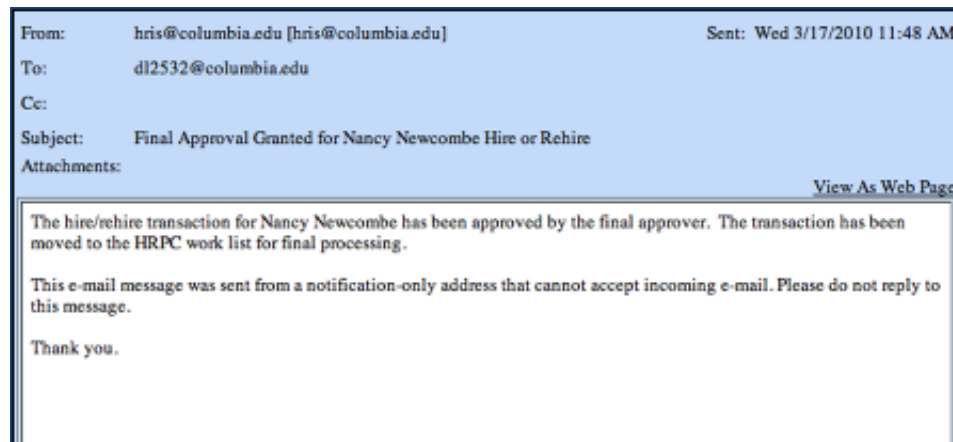 From: hris@columbia.edu [hris@columbia.edu] Sent: Wed 3/17/2010 11:48 AM
To: dl2532@columbia.edu
Cc:
Subject: Final Approval Granted for Nancy Newcombe Hire or Rehire
Attachments:
View As Web Page
The hire/rehire transaction for Nancy Newcombe has been approved by the final approver. The transaction has been
moved to the HRPC work list for final processing.
This e-mail message was sent from a notification-only address that cannot accept incoming e-mail. Please do not reply to
this message.
Thank you.